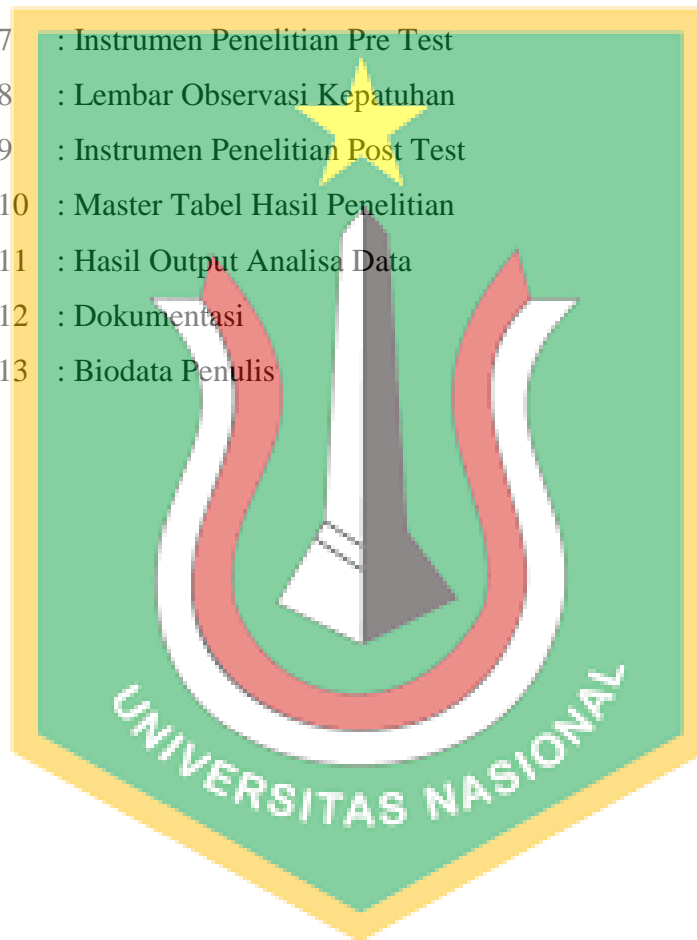 7 : Instrumen Penelitian Pre Test
8 : Lembar Observasi Kepatuhan
9 : Instrumen Penelitian Post Test
10 : Master Tabel Hasil Penelitian
11 : Hasil Output Analisa Data
12 : Dokumentasi
13 : Biodata Penulis
UNIVERSITAS NASIONAL